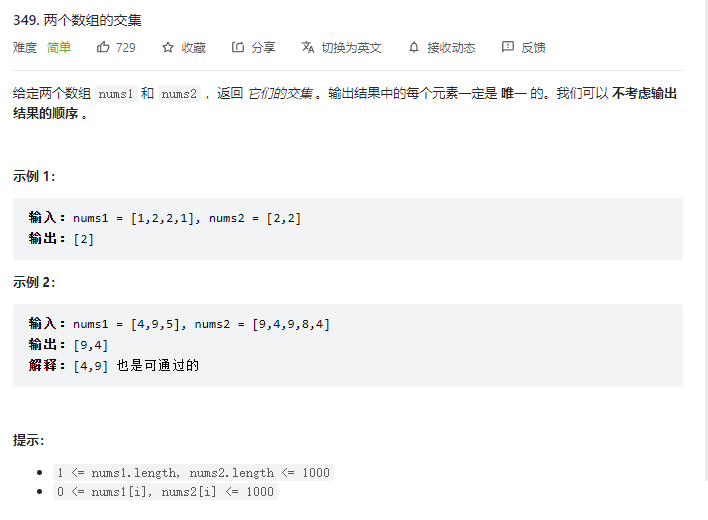 349. 两个数组的交集
难度 简单 729 收藏 分享 切换为英文 接收动态 反馈
给定两个数组 nums1 和 nums2 ，返回 它们的交集 。输出结果中的每个元素一定是 唯一 的。我们可以 不考虑输出
结果的顺序 。
示例 1：
输入：nums1 = [1,2,2,1], nums2 = [2,2]
输出：[2]
示例 2：
输入：nums1 = [4,9,5], nums2 = [9,4,9,8,4]
输出：[9,4]
解释：[4,9] 也是可通过的
提示：
1 <= nums1.length, nums2.length <= 1000
0 <= nums1[i], nums2[i] <= 1000